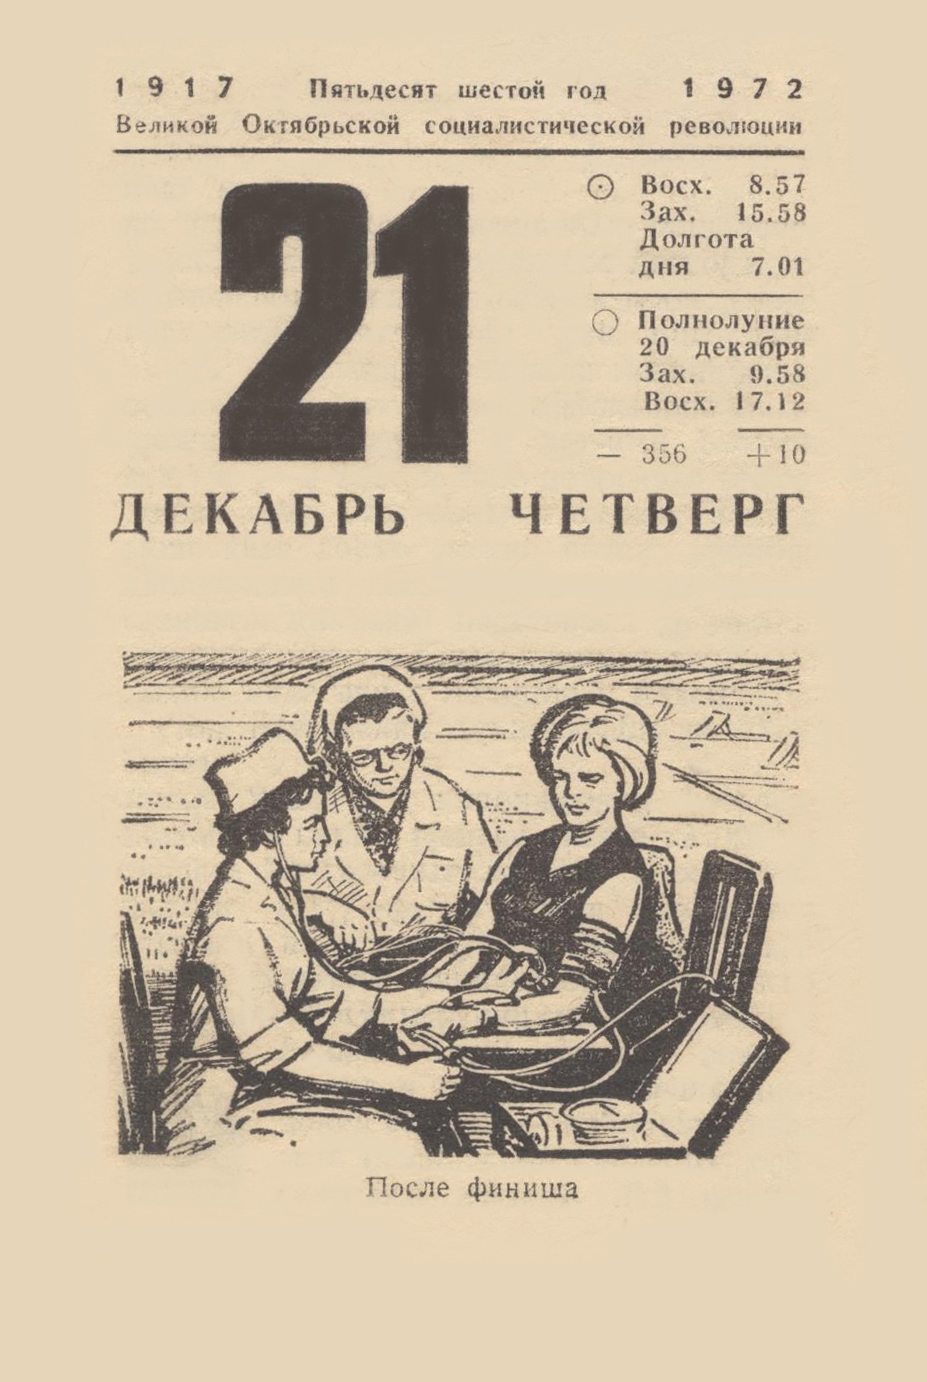 1917 Пятьдесят шестой год 1972
Великой Октябрьской социалистической революции
21
Восх. 8.57
Зах. 15.58
Долгота
дня 7.01
Полнолуние
20 декабря
Зах. 9.58
Восх. 17.12
— 356 +10
ДЕКАБРЬ ЧЕТВЕРГ
После финиша